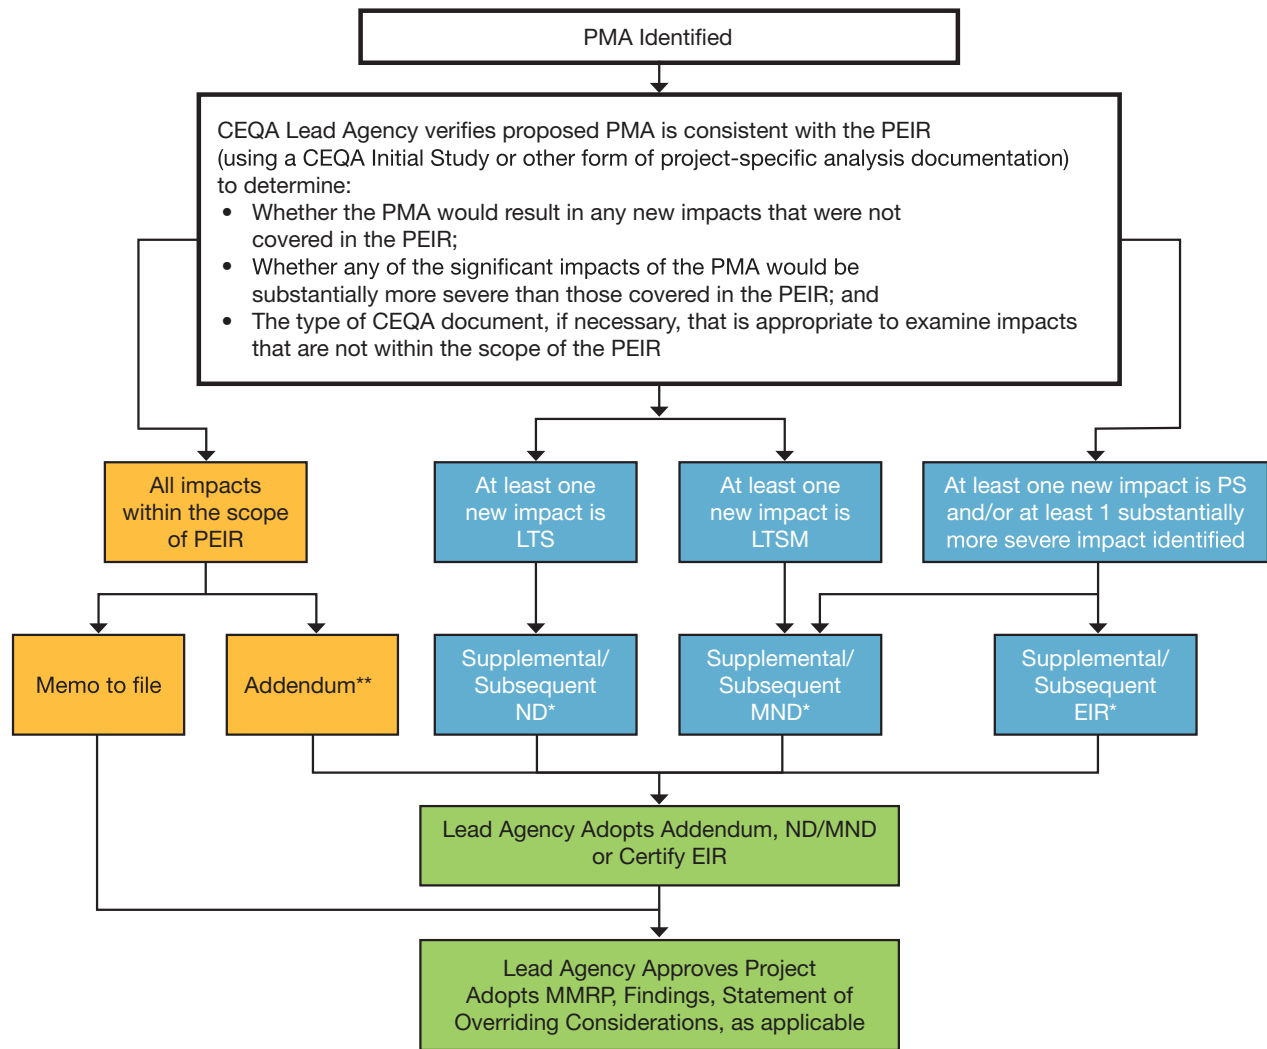 PMA Identified
CEQA Lead Agency verifies proposed PMA is consistent with the PEIR
(using a CEQA Initial Study or other form of project-specific analysis documentation)
to determine:
• Whether the PMA would result in any new impacts that were not
covered in the PEIR;
• Whether any of the significant impacts of the PMA would be
substantially more severe than those covered in the PEIR; and
• The type of CEQA document, if necessary, that is appropriate to examine impacts
that are not within the scope of the PEIR
All impacts
within the scope
of PEIR
At least one
new impact is
LTS
At least one
new impact is
LTSM
At least one new impact is PS
and/or at least 1 substantially
more severe impact identified
Memo to file
Addendum**
Supplemental/
Subsequent
ND*
Supplemental/
Subsequent
MND*
Supplemental/
Subsequent
EIR*
Lead Agency Adopts Addendum, ND/MND
or Certify EIR
Lead Agency Approves Project
Adopts MMRP, Findings, Statement of
Overriding Considerations, as applicable